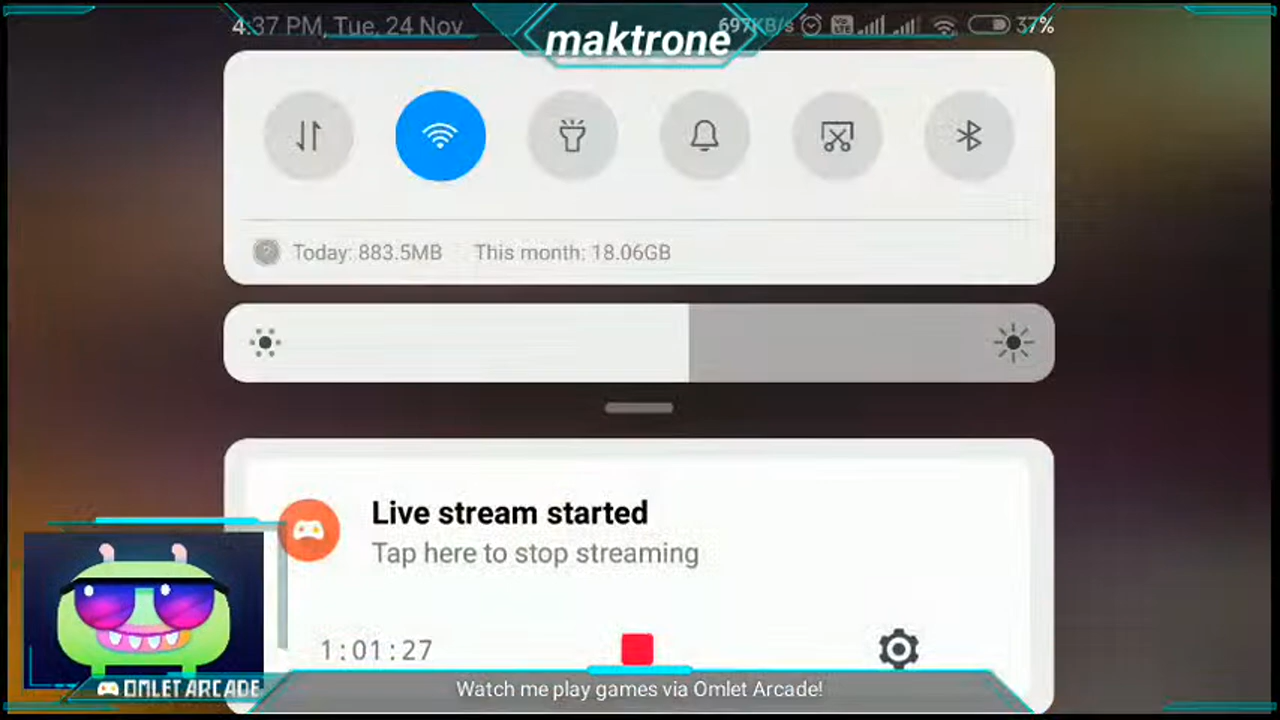 4:37 PM, Tue, 24 Nov
maktrone
697KB/s
37%
Today: 883.5MB This month: 18.06GB
Live stream started
Tap here to stop streaming
1:01:27
OMLET ARCADE
Watch me play games via Omlet Arcade!